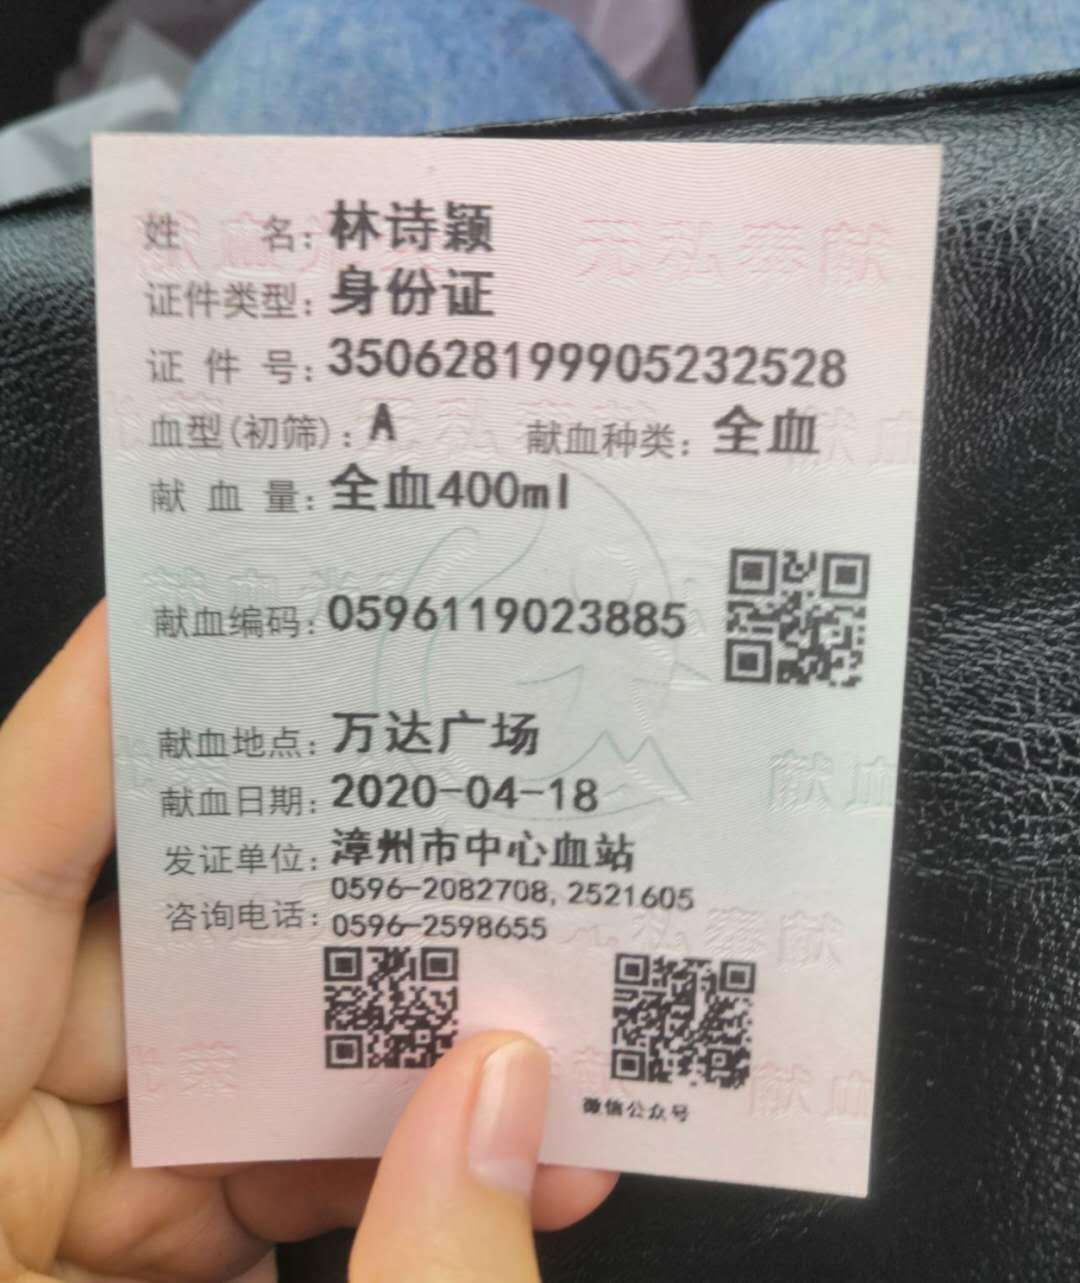 姓 名:林诗颖
证件类型:身份证
证 件 号:350628199905232528
血型(初筛):A 献血种类:全血
献 血 量:全血400ml
献血编码:0596119023885
献血地点:万达广场
献血日期:2020-04-18
发证单位:漳州市中心血站
咨询电话:0596-2082708,2521605
0596-2598655
微信公众号